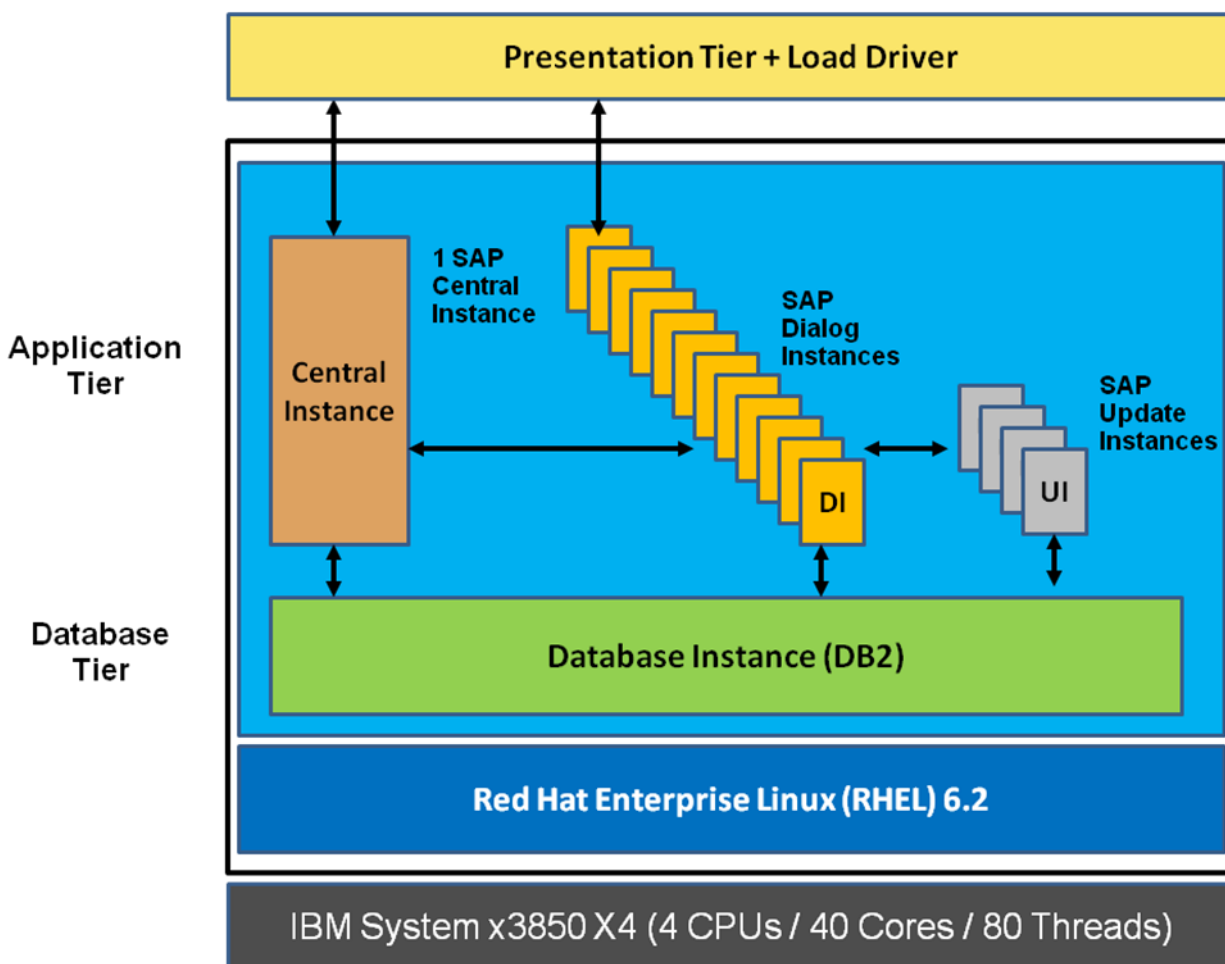 Presentation Tier + Load Driver
1 SAP
Central
Instance
SAP
Dialog
Instances
Application
Tier
Central
Instance
SAP
Update
Instances
DI
UI
Database
Tier
Database Instance (DB2)
Red Hat Enterprise Linux (RHEL) 6.2
IBM System x3850 X4 (4 CPUs / 40 Cores / 80 Threads)